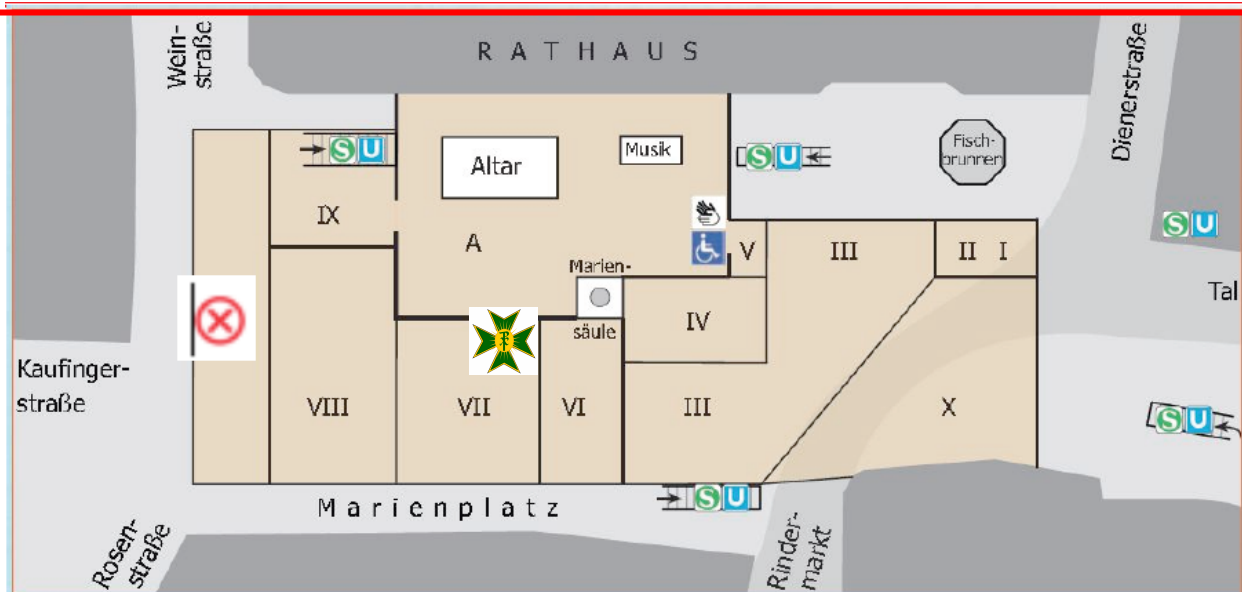 Wein-
straße
RATHAUS
Dienerstraße
S U
Altar
Musik
S U
Fisch-
brunnen
IX
A
V
III
II I
S U
Marien-
säule
IV
Tal
Kaufinger-
straße
VIII
VII
VI
III
X
S U
Marienplatz
S U
Rosen-
straße
Rinder-
markt